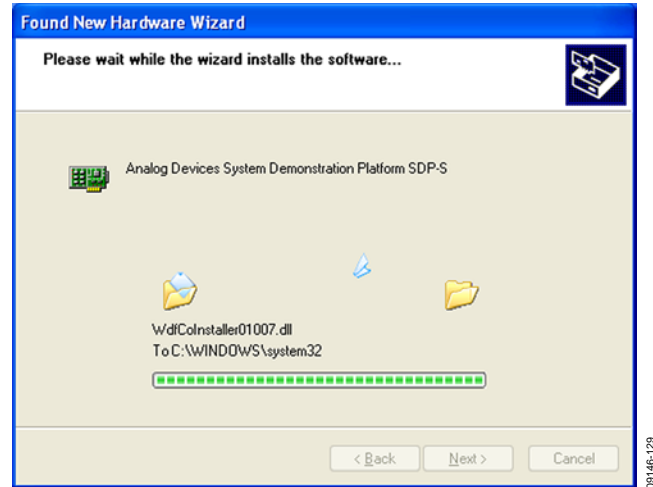 Found New Hardware Wizard
Please wait while the wizard installs the software...
Analog Devices System Demonstration Platform SDP-S
WdfCoInstaller01007.dll
To C:\WINDOWS\system32
< Back
Next >
Cancel
09146-129